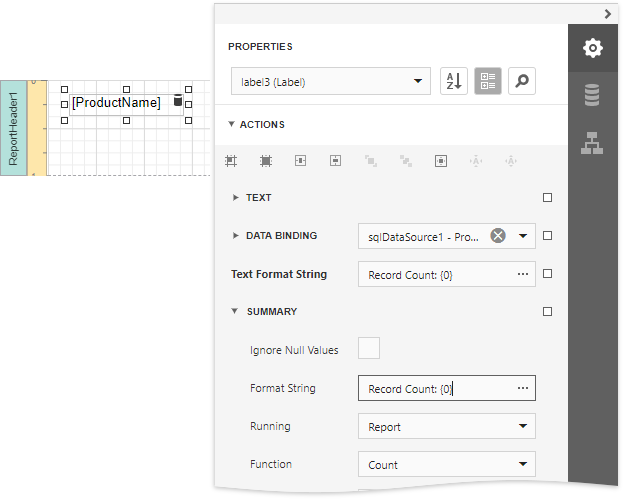 ReportHeader1
[ProductName]
PROPERTIES
label3 (Label)
A
Z
ACTIONS
TEXT
DATA BINDING
sqlDataSource1 - Pro...
Text Format String
Record Count: {0}
SUMMARY
Ignore Null Values
Format String
Record Count: {0}
Running
Report
Function
Count